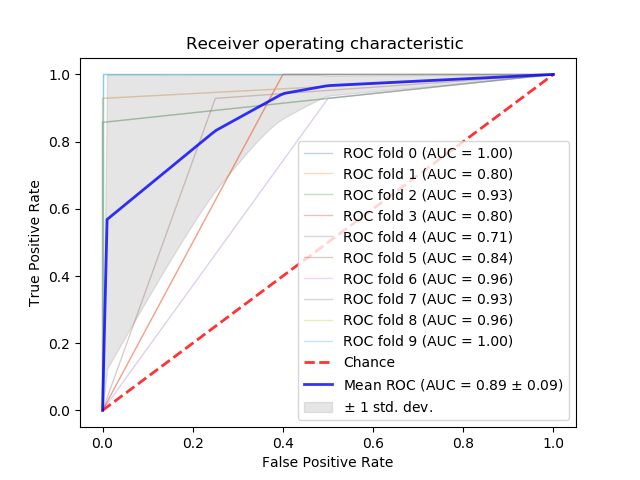 Receiver operating characteristic
True Positive Rate
1.0
0.8
0.6
0.4
0.2
0.0
ROC fold 0 (AUC = 1.00)
ROC fold 1 (AUC = 0.80)
ROC fold 2 (AUC = 0.93)
ROC fold 3 (AUC = 0.80)
ROC fold 4 (AUC = 0.71)
ROC fold 5 (AUC = 0.84)
ROC fold 6 (AUC = 0.96)
ROC fold 7 (AUC = 0.93)
ROC fold 8 (AUC = 0.96)
ROC fold 9 (AUC = 1.00)
Chance
Mean ROC (AUC = 0.89 ± 0.09)
± 1 std. dev.
0.0 0.2 0.4 0.6 0.8 1.0
False Positive Rate